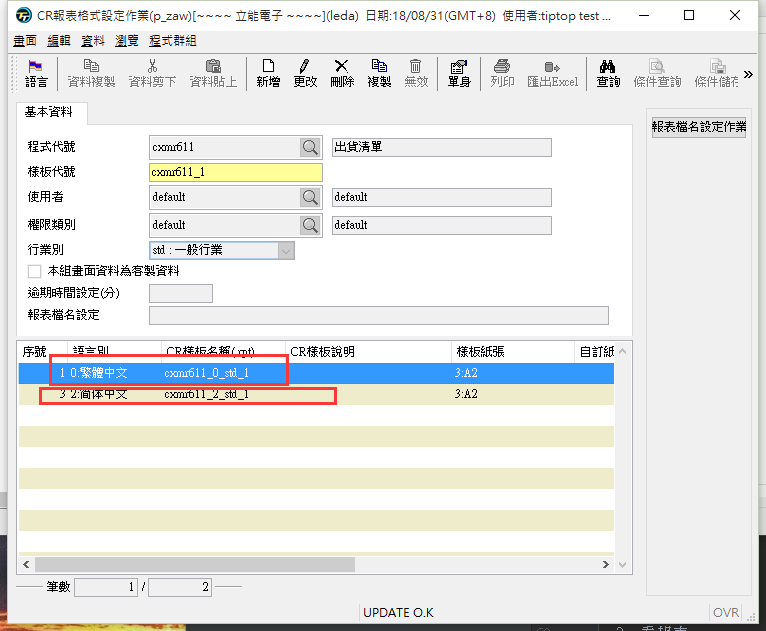 CR報表格式設定作業(p_zaw)[~~~~ 立能電子 ~~~~](leda) 日期:18/08/31(GMT+8) 使用者:tiptop test ...
畫面 編輯 資料 瀏覽 程式群組
語言 資料複製 資料剪下 資料貼上 新增 更改 刪除 複製 無效 單身 列印 匯出Excel 查詢 條件查詢 條件儲存 »
基本資料
報表檔名設定作業
程式代號 cxmr611 出貨清單
樣板代號 cxmr611_1
使用者 default default
權限類別 default default
行業別 std : 一般行業
本組畫面資料為客製資料
逾期時間設定(分)
報表檔名設定
序號 語言別 CR樣板名稱(.rpt) CR樣板說明 樣板紙張 自訂紙
1 0:繁體中文 cxmr611_0_std_1 3:A2
3 2:简体中文 cxmr611_2_std_1 3:A2
筆數 1 / 2
UPDATE O.K OVR